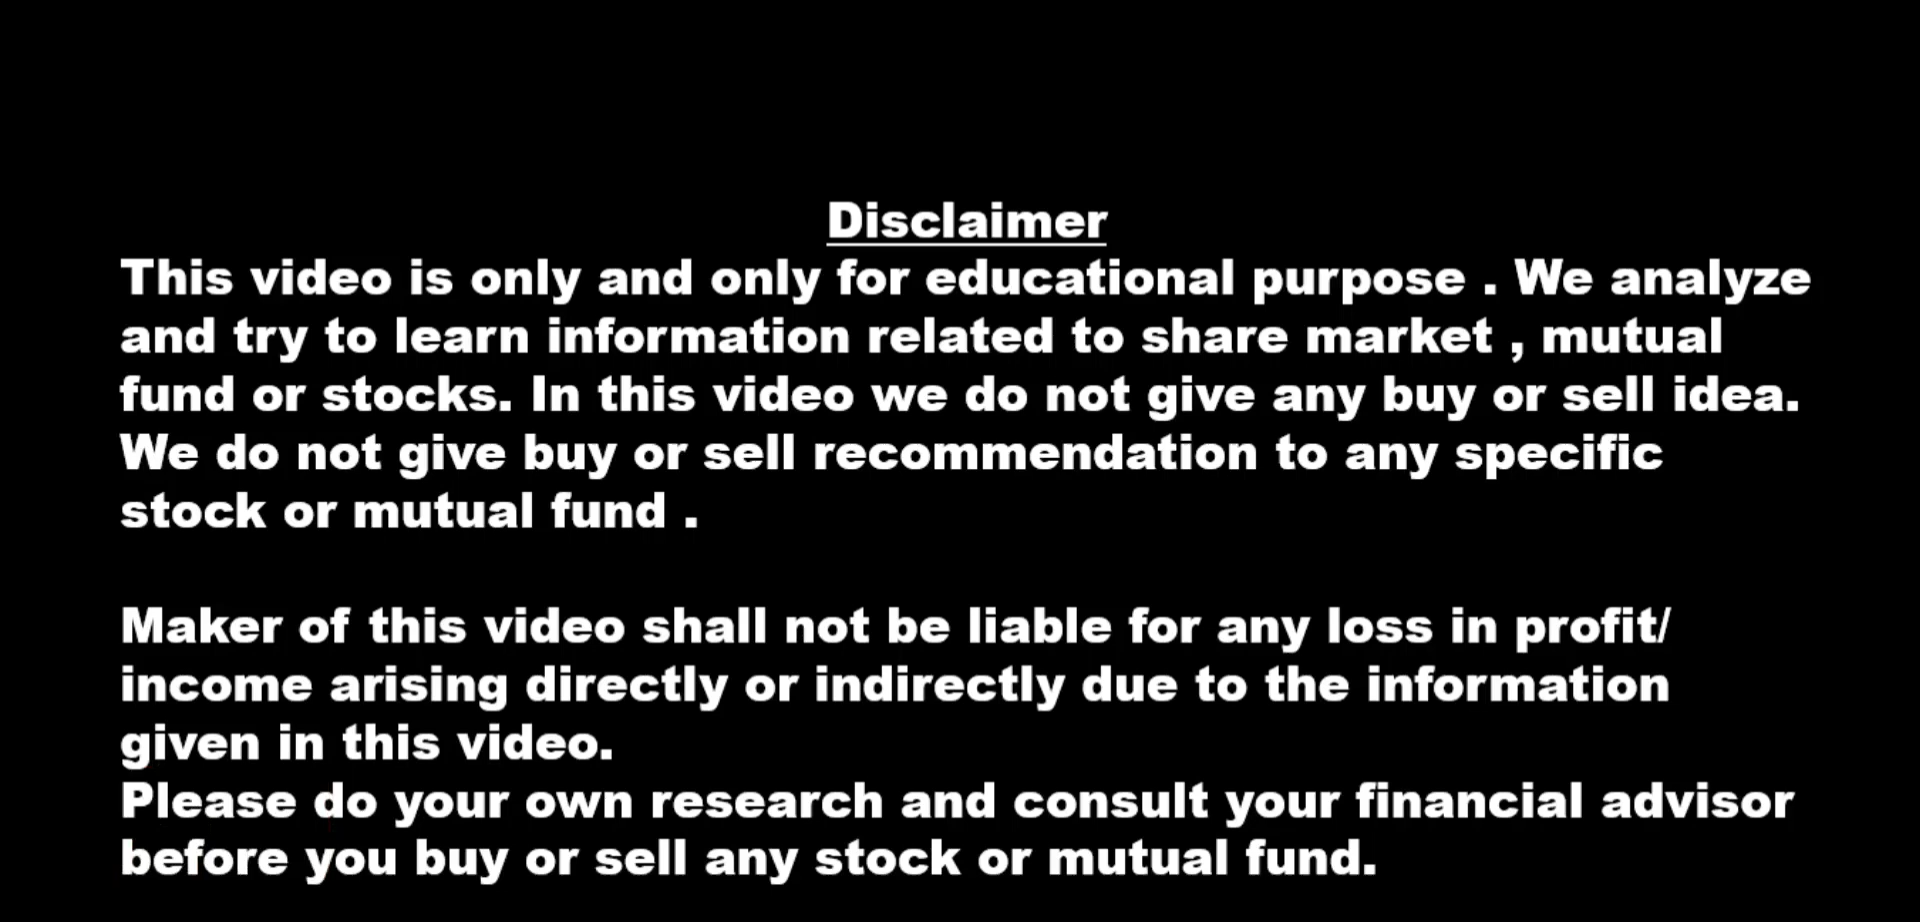 Disclaimer
This video is only and only for educational purpose . We analyze
and try to learn information related to share market , mutual
fund or stocks. In this video we do not give any buy or sell idea.
We do not give buy or sell recommendation to any specific
stock or mutual fund .
Maker of this video shall not be liable for any loss in profit/
income arising directly or indirectly due to the information
given in this video.
Please do your own research and consult your financial advisor
before you buy or sell any stock or mutual fund.